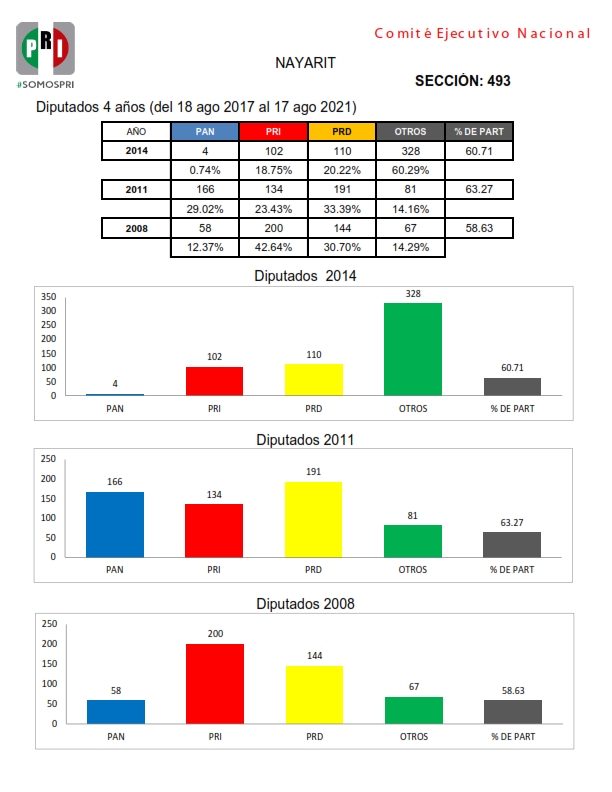 Comité Ejecutivo Nacional
PRI
#SOMOSPRI
NAYARIT
SECCIÓN: 493
Diputados 4 años (del 18 ago 2017 al 17 ago 2021)
AÑO PAN PRI PRD OTROS % DE PART
2014 4 102 110 328 60.71
0.74% 18.75% 20.22% 60.29%
2011 166 134 191 81 63.27
29.02% 23.43% 33.39% 14.16%
2008 58 200 144 67 58.63
12.37% 42.64% 30.70% 14.29%
Diputados 2014
350
300
250
200
150
100
50
0
4 102 110 328 60.71
PAN PRI PRD OTROS % DE PART
Diputados 2011
250
200
150
100
50
0
166 134 191 81 63.27
PAN PRI PRD OTROS % DE PART
Diputados 2008
250
200
150
100
50
0
58 200 144 67 58.63
PAN PRI PRD OTROS % DE PART